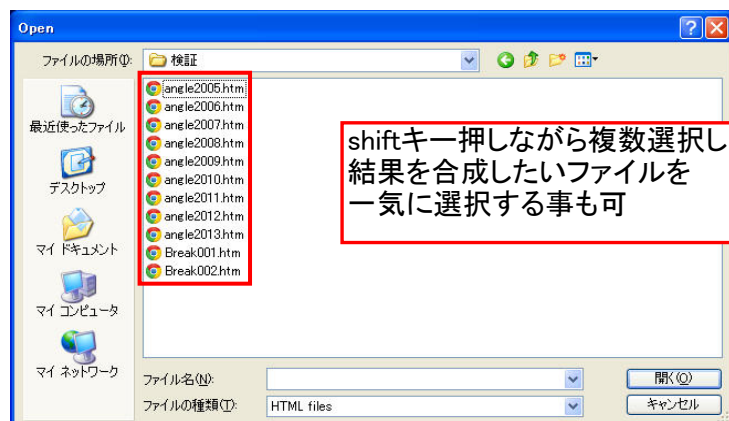 Open
ファイルの場所(I):
検証
最近使ったファイル
デスクトップ
マイ ドキュメント
マイ コンピュータ
マイ ネットワーク
angle2005.htm
angle2006.htm
angle2007.htm
angle2008.htm
angle2009.htm
angle2010.htm
angle2011.htm
angle2012.htm
angle2013.htm
Break001.htm
Break002.htm
shiftキー押しながら複数選択し
結果を合成したいファイルを
一気に選択する事も可
ファイル名(N):
開く(O)
ファイルの種類(T):
HTML files
キャンセル